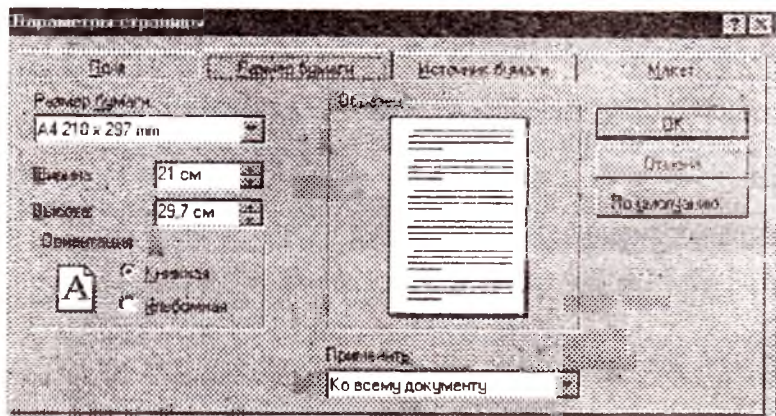 Параметры страницы
Поля Размер бумаги Источник бумаги Макет
Размер бумаги:
A4 210 x 297 mm
Ширина: 21 см
Высота: 29,7 см
Ориентация
A
Книжная
Альбомная
Образец
OK
Отмена
По умолчанию
Применить:
Ко всему документу